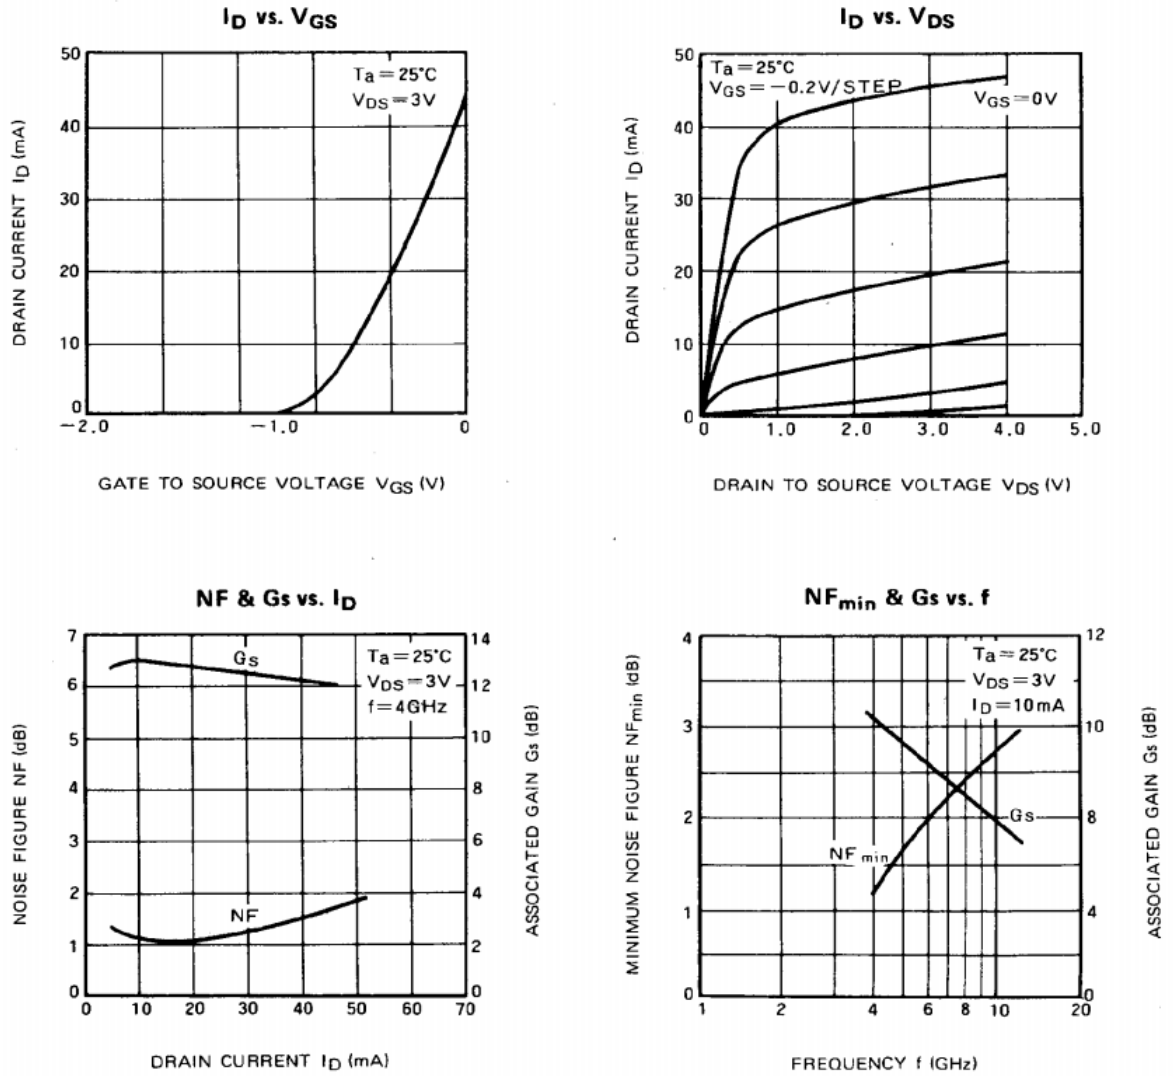 ID vs. VGS
50
40
30
20
10
0
-2.0
-1.0
0
Ta=25°C
VDS=3V
DRAIN CURRENT ID (mA)
GATE TO SOURCE VOLTAGE VGS (V)
ID vs. VDS
50
40
30
20
10
0
0
1.0
2.0
3.0
4.0
5.0
Ta=25°C
VGS=-0.2V/STEP
VGS=0V
DRAIN CURRENT ID (mA)
DRAIN TO SOURCE VOLTAGE VDS (V)
NF & Gs vs. ID
7
6
5
4
3
2
1
0
14
12
10
8
6
4
2
0
0
10
20
30
40
50
60
70
Gs
NF
Ta=25°C
VDS=3V
f=4GHz
NOISE FIGURE NF (dB)
ASSOCIATED GAIN Gs (dB)
DRAIN CURRENT ID (mA)
NFmin & Gs vs. f
4
3
2
1
0
12
10
8
4
0
1
2
4
6
8
10
20
Ta=25°C
VDS=3V
ID=10mA
Gs
NFmin
MINIMUM NOISE FIGURE NFmin (dB)
ASSOCIATED GAIN Gs (dB)
FREQUENCY f (GHz)